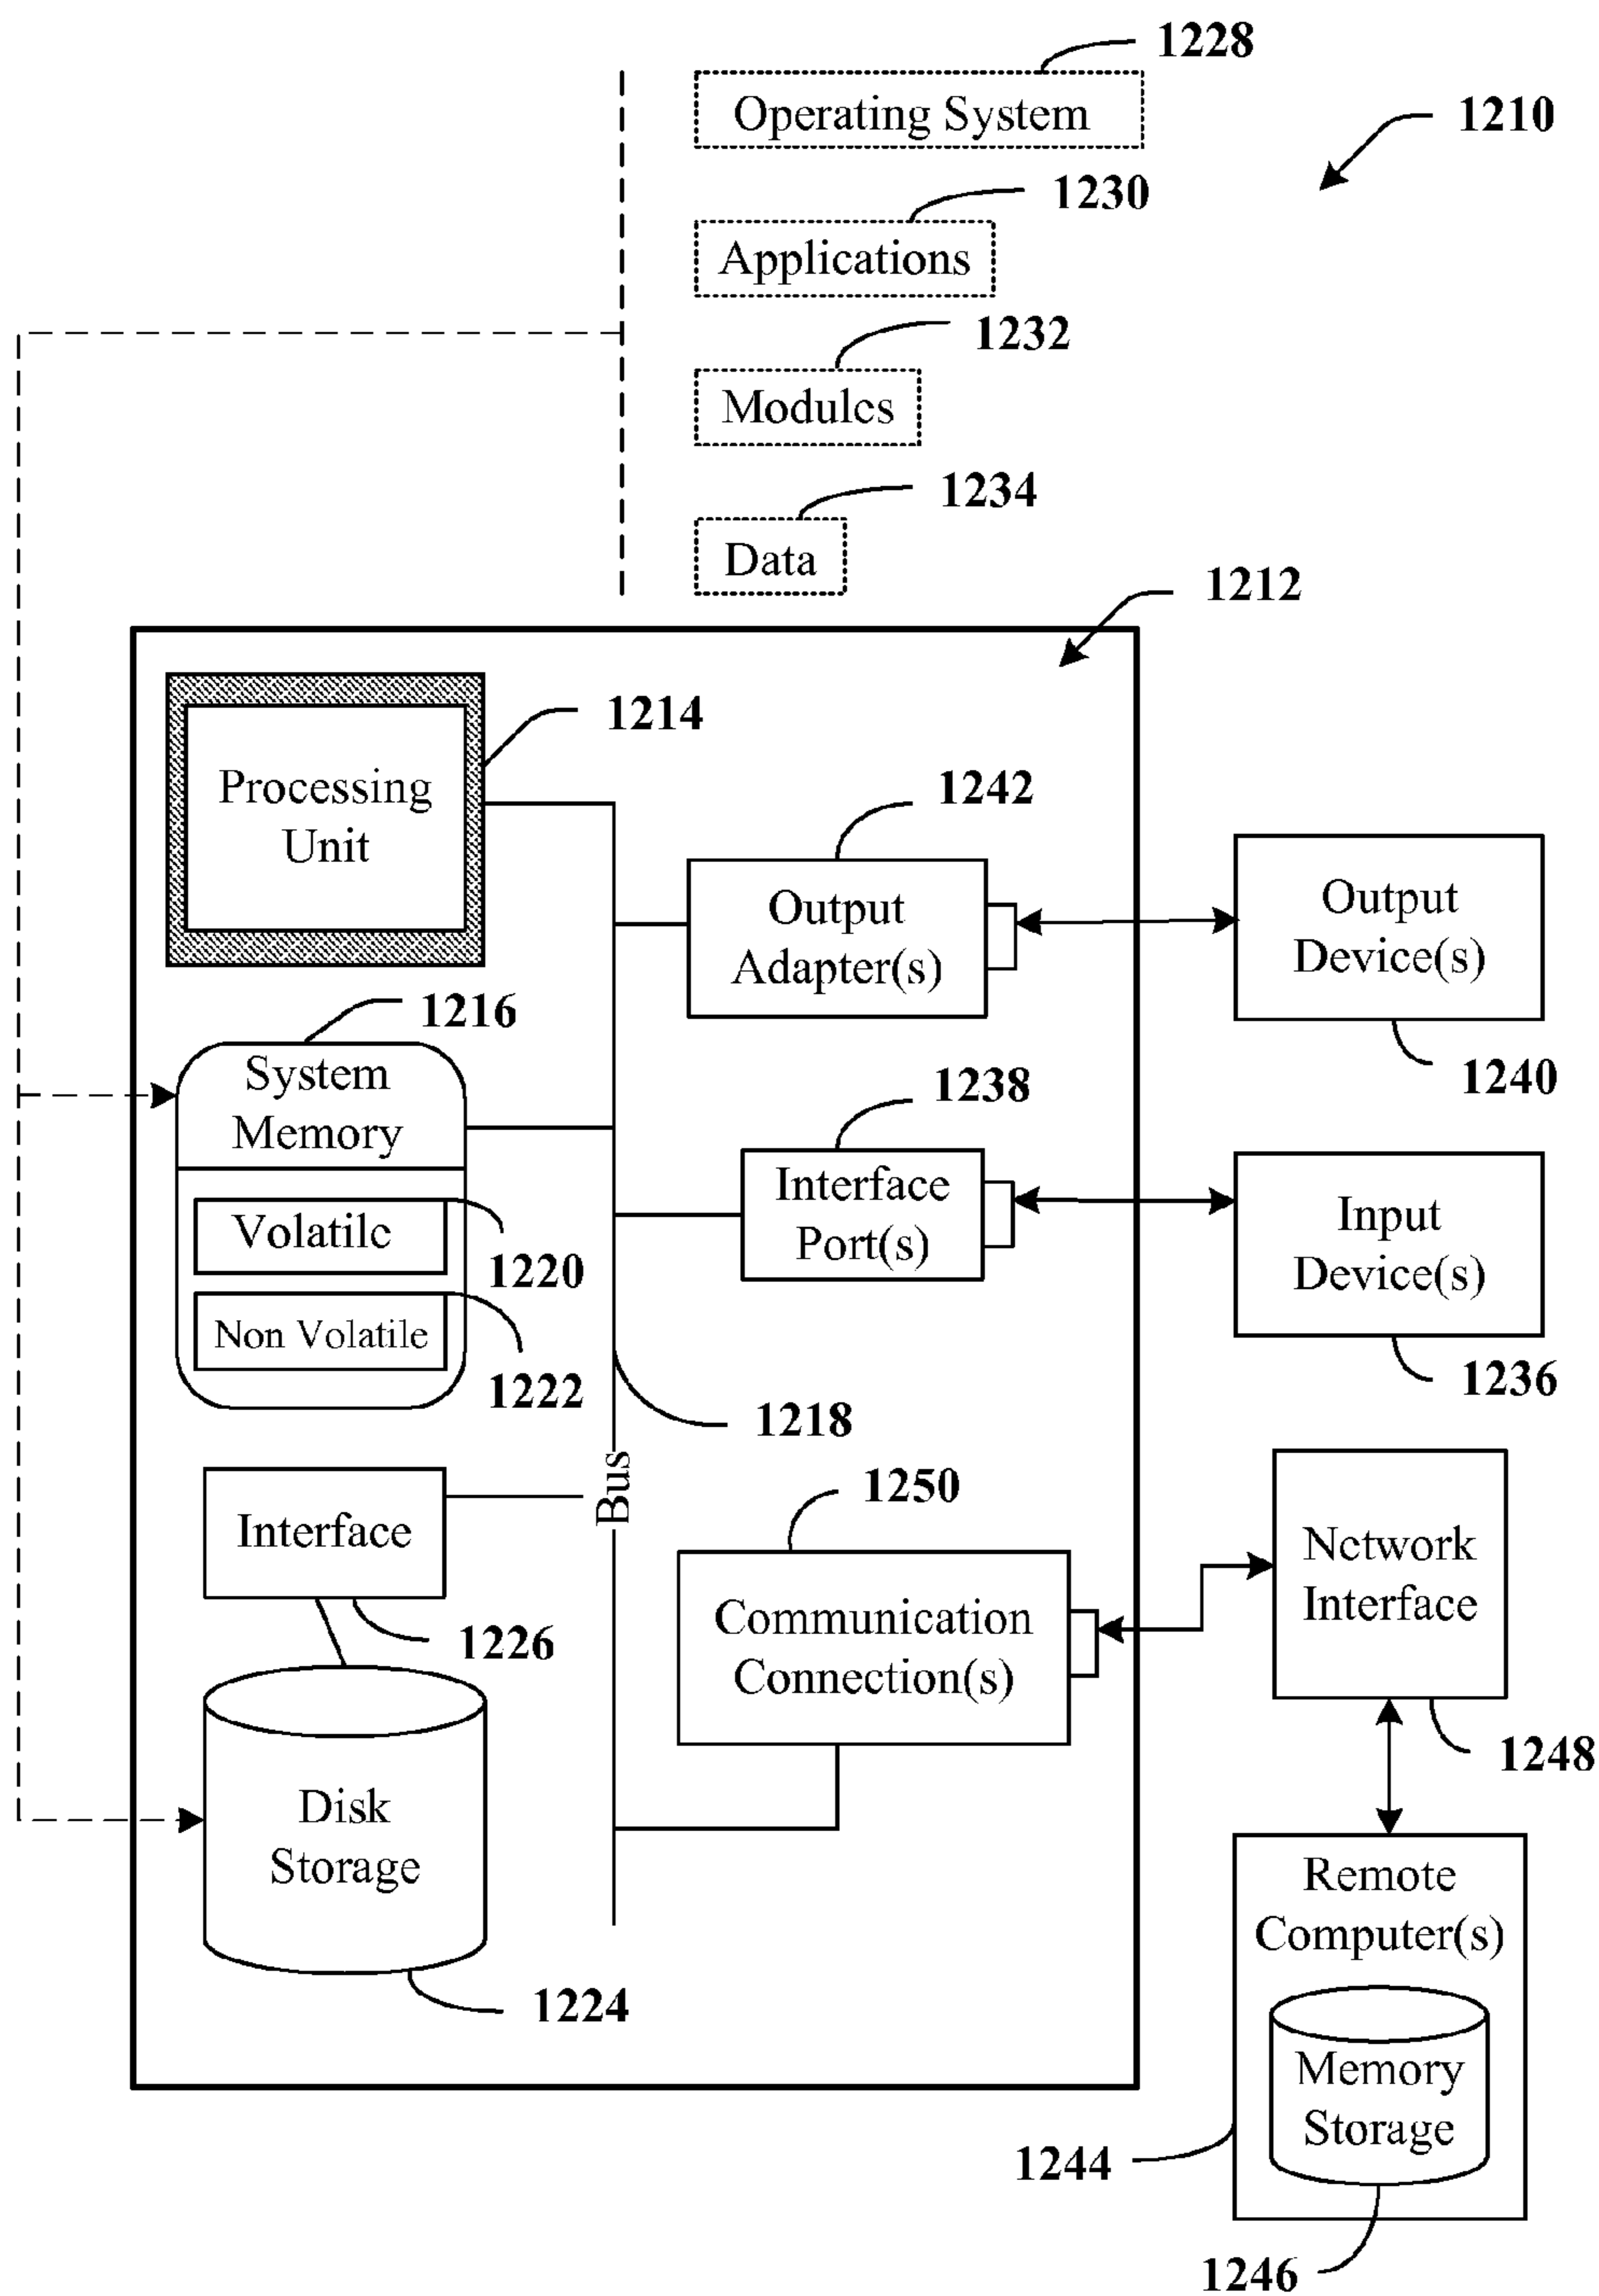 1228
Operating System
1210
1230
Applications
1232
Modules
1234
Data
1212
1214
Processing
Unit
1242
Output
Adapter(s)
Output
Device(s)
1240
1216
System
Memory
1238
Interface
Port(s)
Input
Device(s)
1236
Volatile
1220
Non Volatile
1222
1218
Bus
1250
Interface
1226
Communication
Connection(s)
Network
Interface
1248
Disk
Storage
1224
Remote
Computer(s)
Memory
Storage
1244
1246